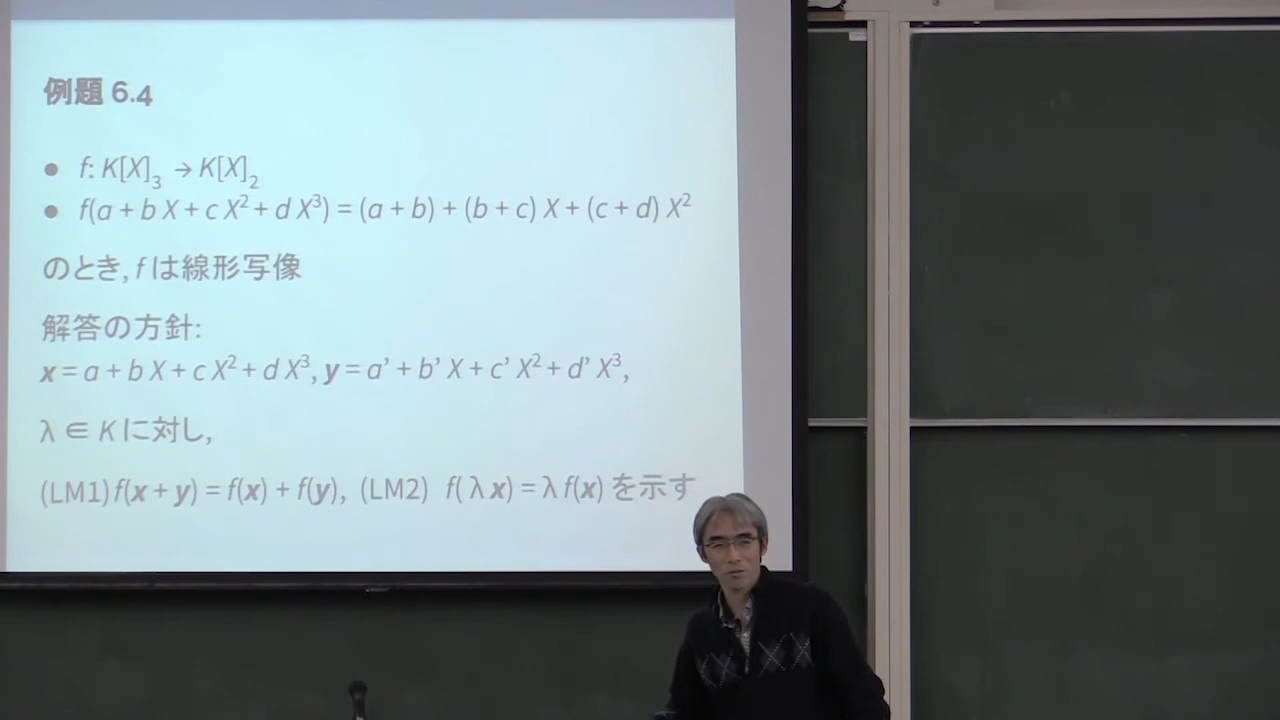 例題 6.4
● f: K[X]₃ → K[X]₂
● f(a + b X + c X² + d X³) = (a + b) + (b + c) X + (c + d) X²
のとき, f は線形写像
解答の方針:
x = a + b X + c X² + d X³, y = a’ + b’ X + c’ X² + d’ X³,
λ ∈ K に対し,
(LM1) f(x + y) = f(x) + f(y), (LM2) f( λ x) = λ f(x) を示す